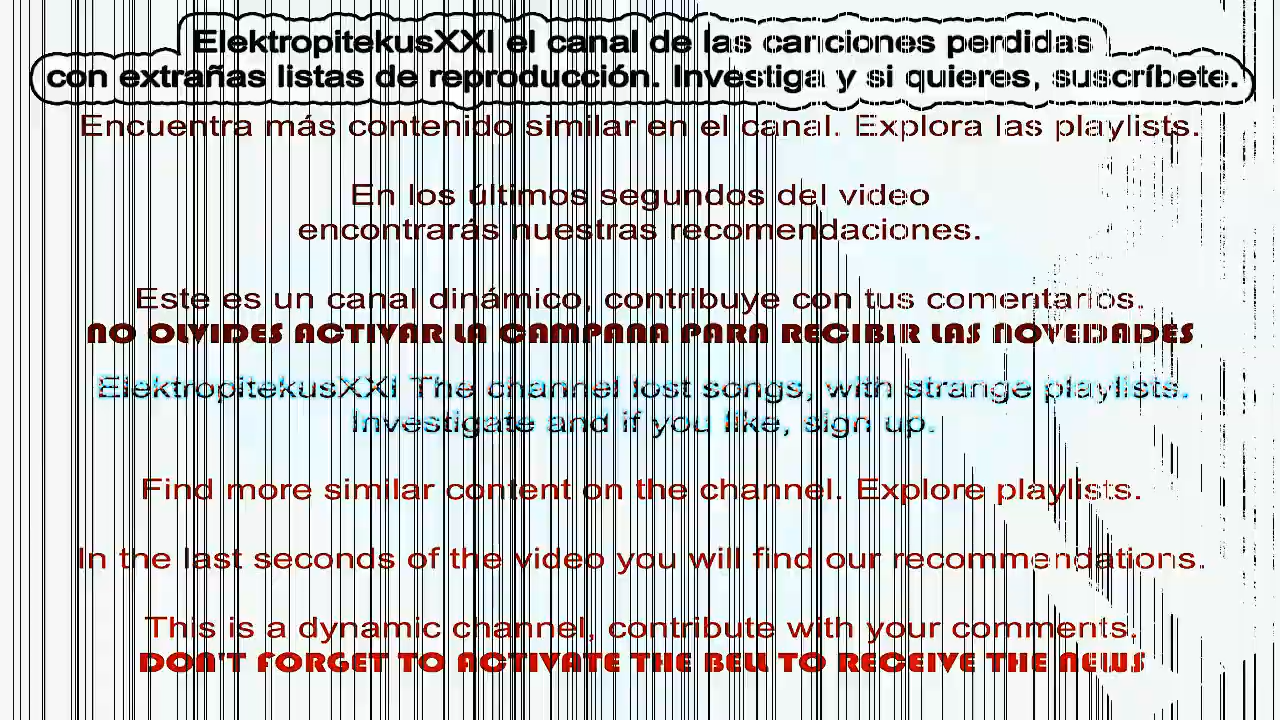 ElektropitekusXXI el canal de las canciones perdidas
con extrañas listas de reproducción. Investiga y si quieres, suscríbete.
Encuentra más contenido similar en el canal. Explora las playlists.
En los últimos segundos del video
encontrarás nuestras recomendaciones.
Este es un canal dinámico, contribuye con tus comentarios.
NO OLVIDES ACTIVAR LA CAMPANA PARA RECIBIR LAS NOVEDADES
ElektropitekusXXI The channel lost songs, with strange playlists.
Investigate and if you like, sign up.
Find more similar content on the channel. Explore playlists.
In the last seconds of the video you will find our recommendations.
This is a dynamic channel, contribute with your comments.
DON'T FORGET TO ACTIVATE THE BELL TO RECEIVE THE NEWS